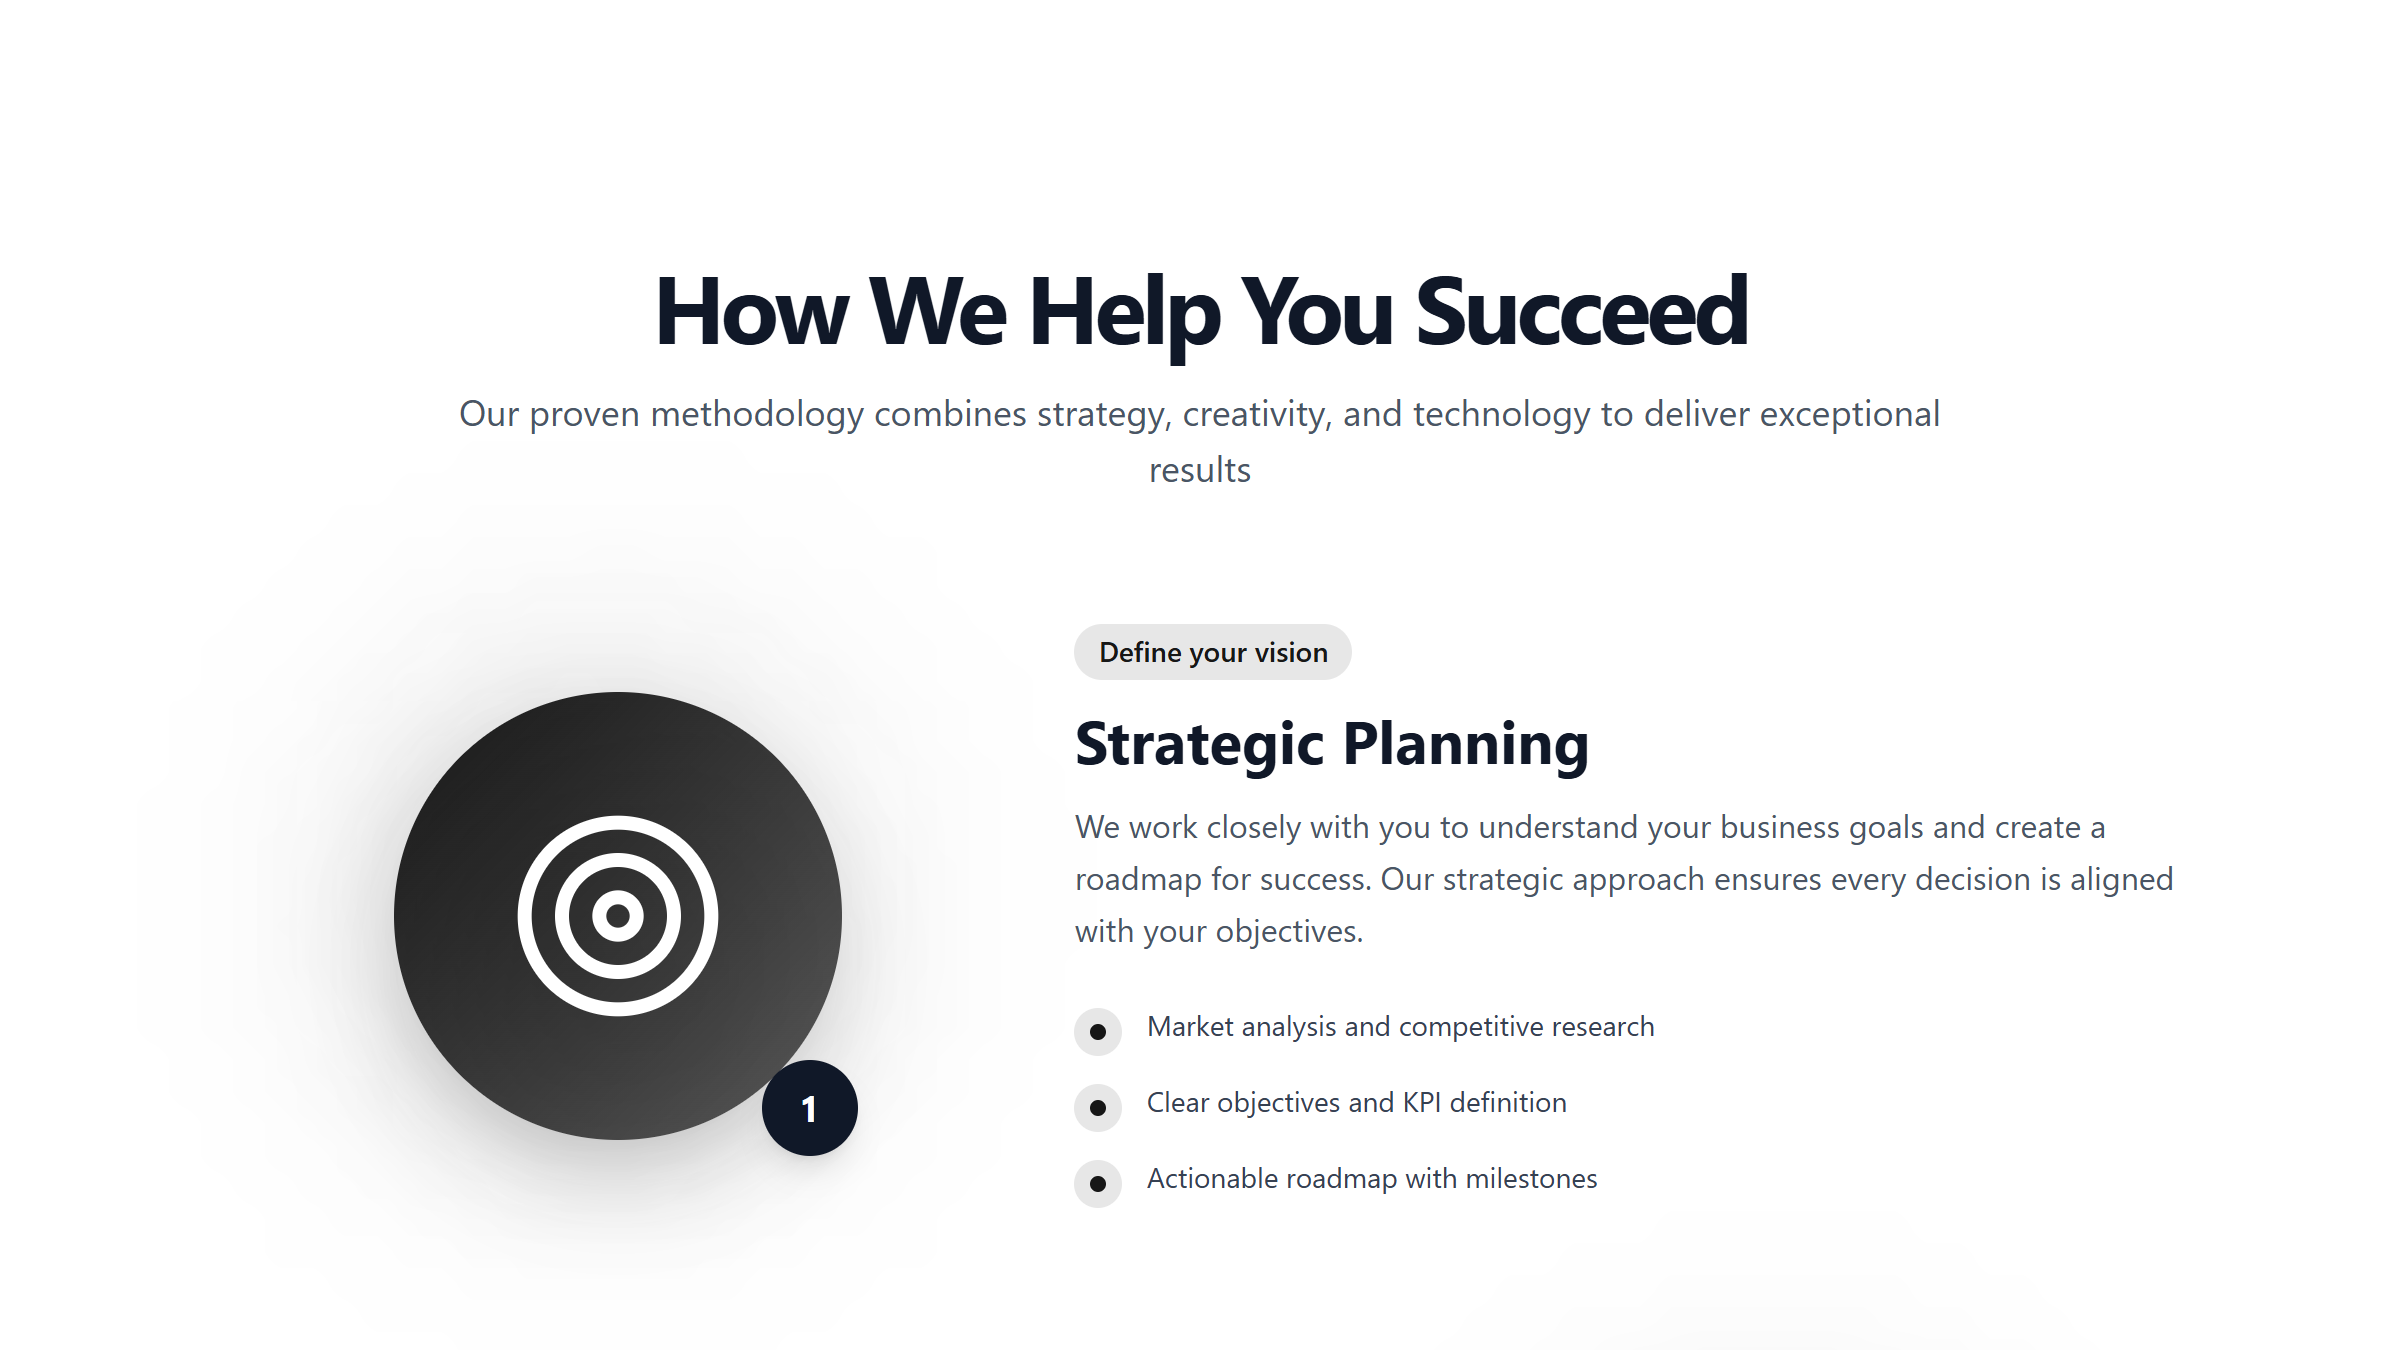 How We Help You Succeed
Our proven methodology combines strategy, creativity, and technology to deliver exceptional
results
Define your vision
Strategic Planning
We work closely with you to understand your business goals and create a
roadmap for success. Our strategic approach ensures every decision is aligned
with your objectives.
1
Market analysis and competitive research
Clear objectives and KPI definition
Actionable roadmap with milestones